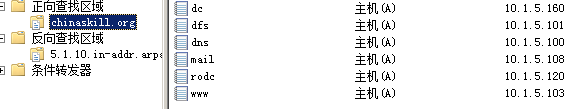 正向查找区域
chinaskill.org
反向查找区域
5.1.10.in-addr.arpa
条件转发器
dc 主机(A) 10.1.5.160
dfs 主机(A) 10.1.5.101
dns 主机(A) 10.1.5.100
mail 主机(A) 10.1.5.108
rodc 主机(A) 10.1.5.120
www 主机(A) 10.1.5.103